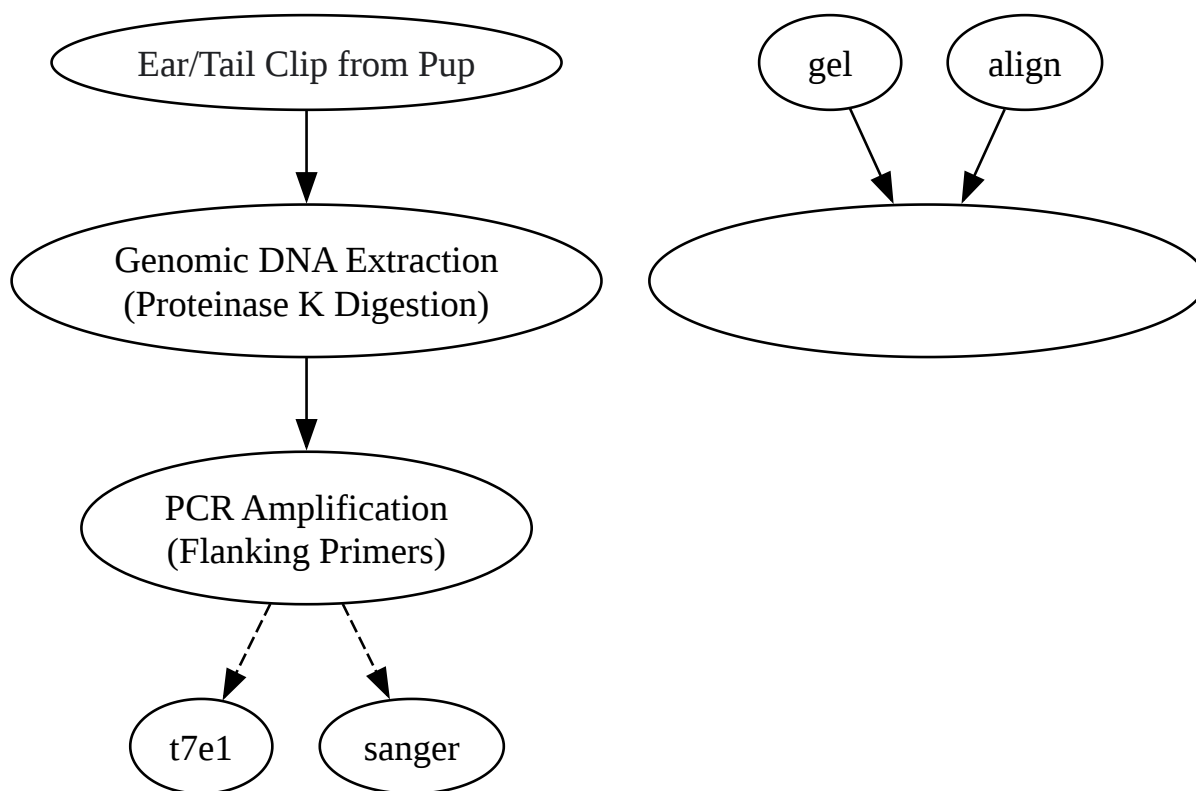 Ear/Tail Clip from Pup
gel
align
Genomic DNA Extraction
(Proteinase K Digestion)
PCR Amplification
(Flanking Primers)
t7e1
sanger